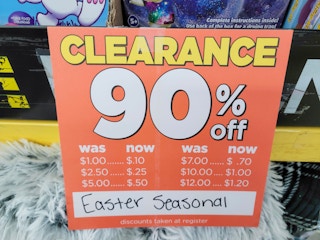 Complete instructions inside!
CLEARANCE
90% off
was now was now
$1.00......$.10 $7.00......$.70
$2.50......$.25 $10.00....$1.00
$5.00......$.50 $12.00....$1.20
Easter Seasonal
discounts taken at register